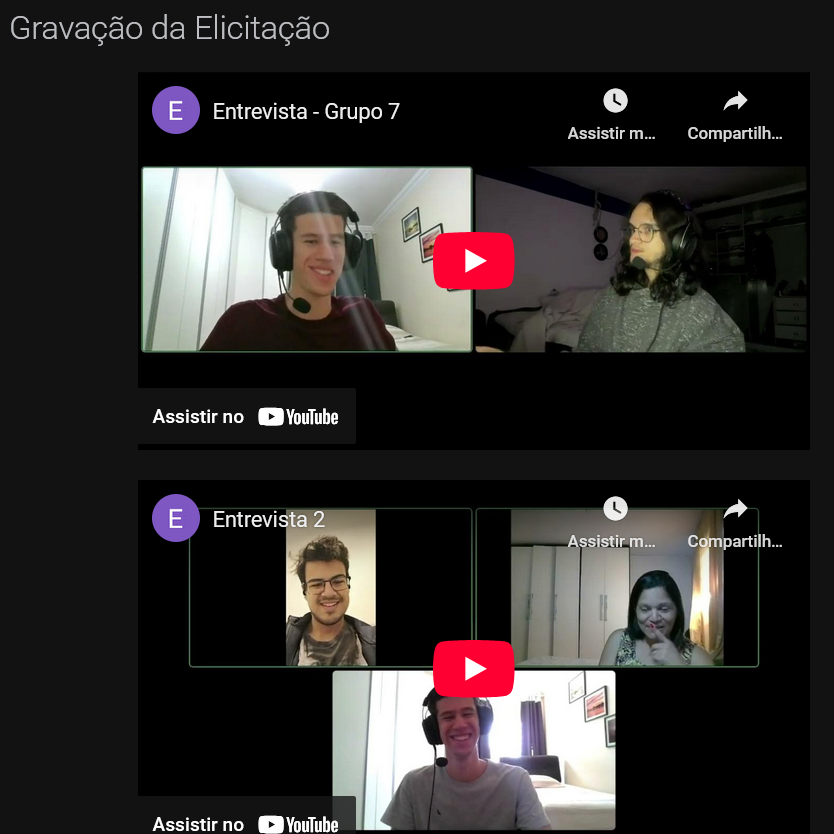 Gravação da Elicitação
E
Entrevista - Grupo 7
Assistir m...
Compartilh...
Assistir no YouTube
E
Entrevista 2
Assistir m...
Compartilh...
Assistir no YouTube